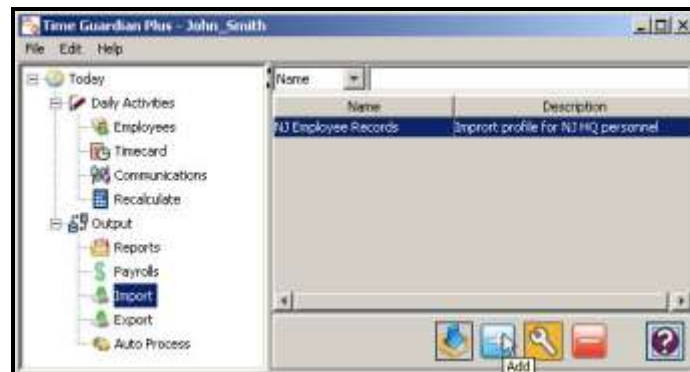 Time Guardian Plus - John_Smith
File Edit Help
Today
Daily Activities
Employees
Timecard
Communications
Recalculate
Output
Reports
Payrolls
Import
Export
Auto Process
Name
Name Description
NJ Employee Records Imprort profile for NJ HQ personnel
?
Add